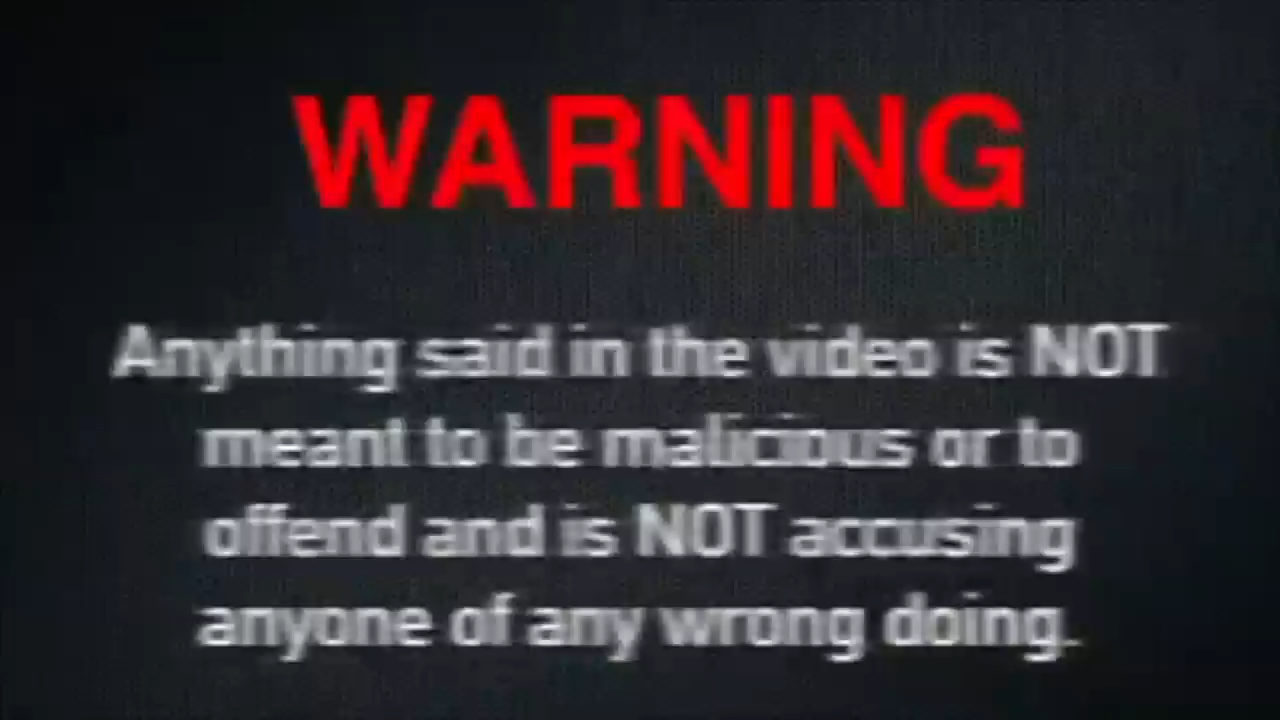 WARNING
Anything said in the video is NOT
meant to be malicious or to
offend and is NOT accusing
anyone of any wrong doing.